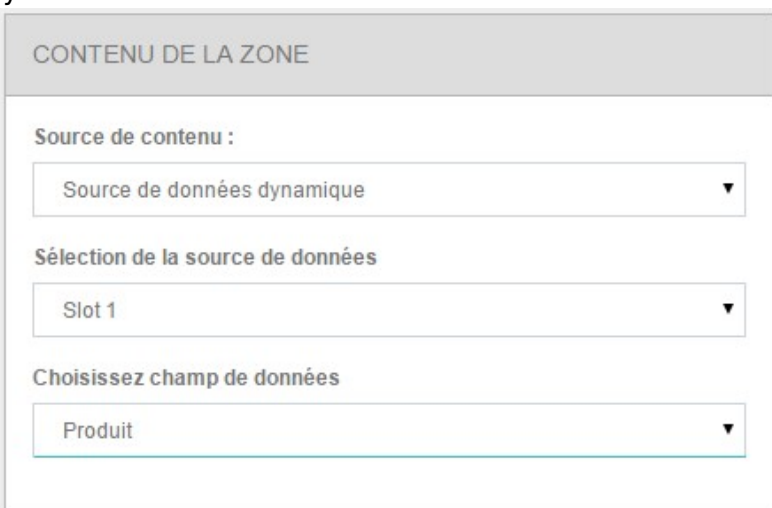 CONTENU DE LA ZONE
Source de contenu :
Source de données dynamique
Sélection de la source de données
Slot 1
Choisissez champ de données
Produit